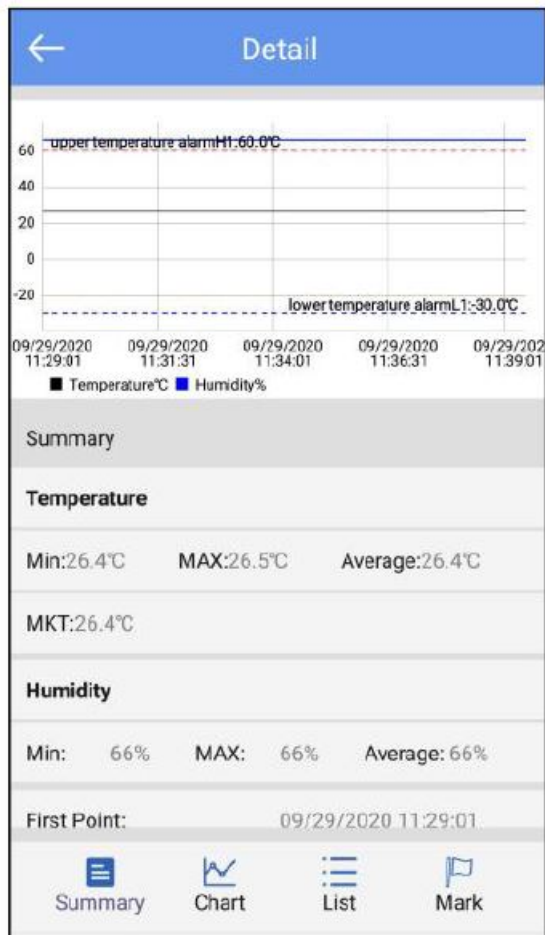 Detail
upper temperature alarmH1:60.0℃
60
40
20
0
-20
lower temperature alarmL1:-30.0℃
09/29/2020 09/29/2020 09/29/2020 09/29/2020 09/29/202
11:29:01 11:31:31 11:34:01 11:36:31 11:39:01
Temperature℃ Humidity%
Summary
Temperature
Min:26.4℃ MAX:26.5℃ Average:26.4℃
MKT:26.4℃
Humidity
Min: 66% MAX: 66% Average: 66%
First Point: 09/29/2020 11:29:01
Summary Chart List Mark